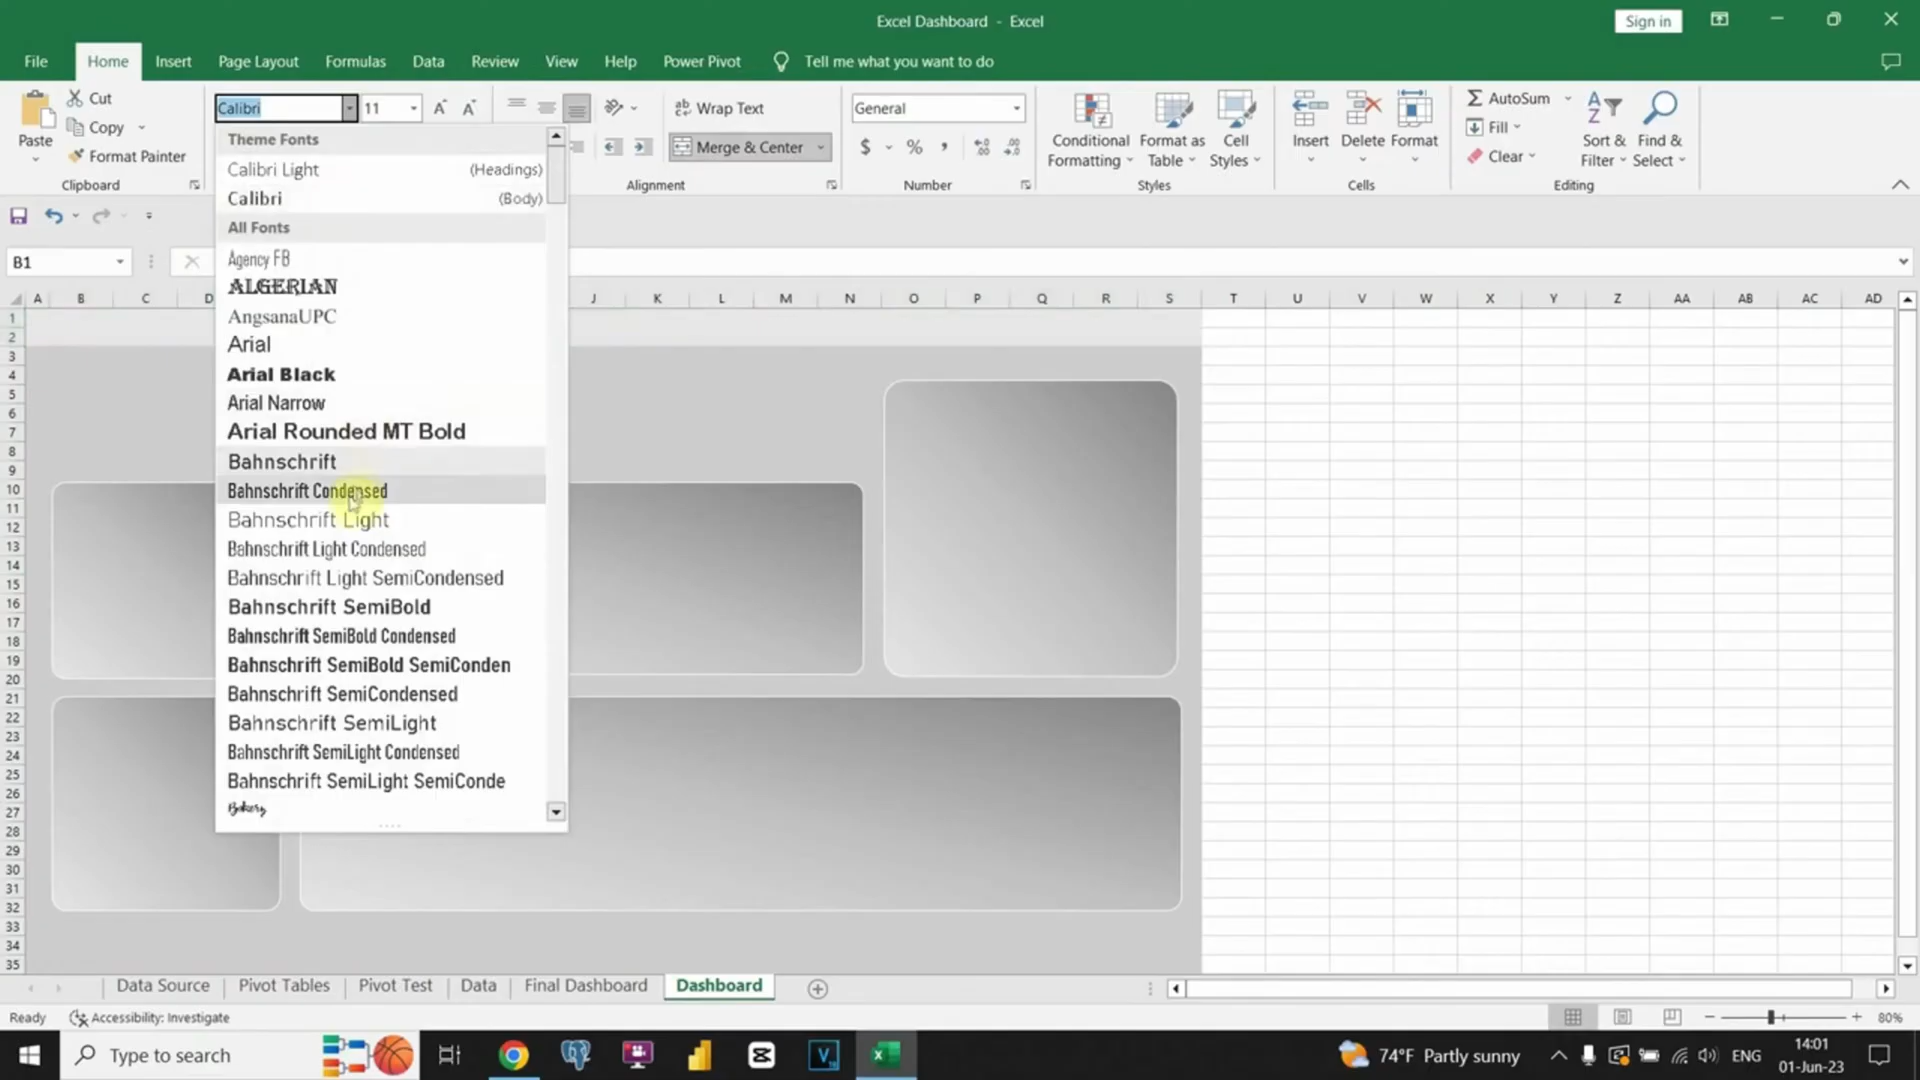 Excel Dashboard - Excel
Sign in
File Home Insert Page Layout Formulas Data Review View Help Power Pivot Tell me what you want to do
Paste
Cut
Copy
Format Painter
Clipboard
Calibri
11
Wrap Text
Merge & Center
Alignment
General
$ % ,
Number
Conditional Formatting
Format as Table
Cell Styles
Styles
Insert
Delete
Format
Cells
AutoSum
Fill
Clear
Sort & Filter
Find & Select
Editing
Theme Fonts
Calibri Light (Headings)
Calibri (Body)
All Fonts
Agency FB
ALGERIAN
AngsanaUPC
Arial
Arial Black
Arial Narrow
Arial Rounded MT Bold
Bahnschrift
Bahnschrift Condensed
Bahnschrift Light
Bahnschrift Light Condensed
Bahnschrift Light SemiCondensed
Bahnschrift SemiBold
Bahnschrift SemiBold Condensed
Bahnschrift SemiBold SemiConden
Bahnschrift SemiCondensed
Bahnschrift SemiLight
Bahnschrift SemiLight Condensed
Bahnschrift SemiLight SemiConde
Bakery
B1
A B C D J K L M N O P Q R S T U V W X Y Z AA AB AC AD
1
2
3
4
5
6
7
8
9
10
11
12
13
14
15
16
17
18
19
20
21
22
23
24
25
26
27
28
29
30
31
32
33
34
35
Data Source Pivot Tables Pivot Test Data Final Dashboard Dashboard
Ready Accessibility: Investigate
80%
Type to search
74°F Partly sunny
ENG
14:01
01-Jun-23